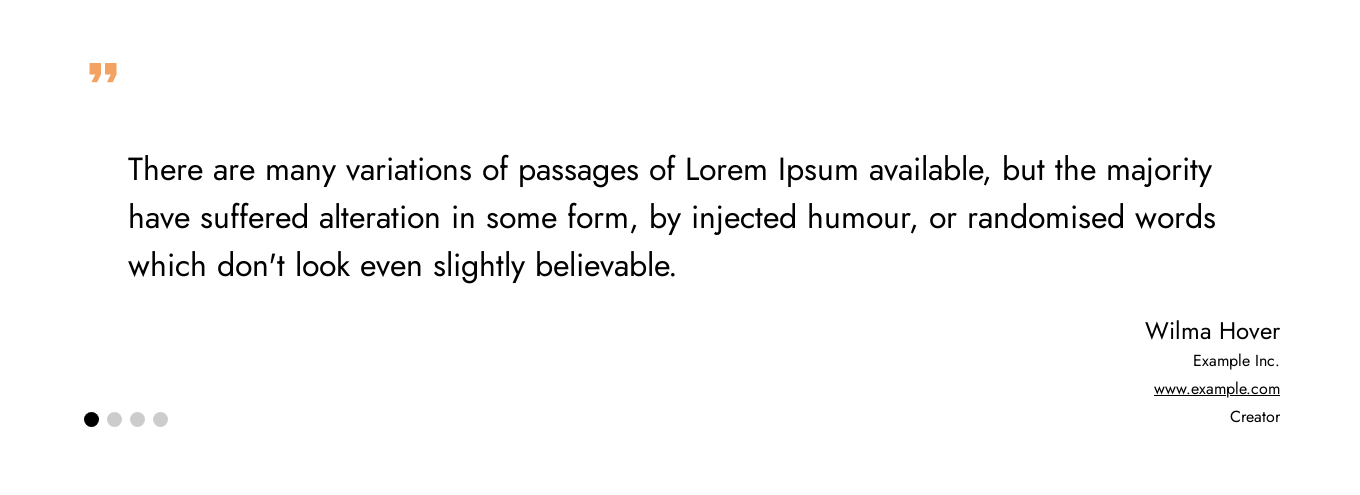 ”
There are many variations of passages of Lorem Ipsum available, but the majority
have suffered alteration in some form, by injected humour, or randomised words
which don't look even slightly believable.
Wilma Hover
Example Inc.
www.example.com
Creator